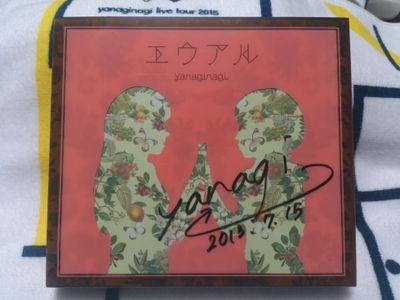 yanaginagi live tour 2015
エウアル
yanaginagi
yanagi
2015 7.15